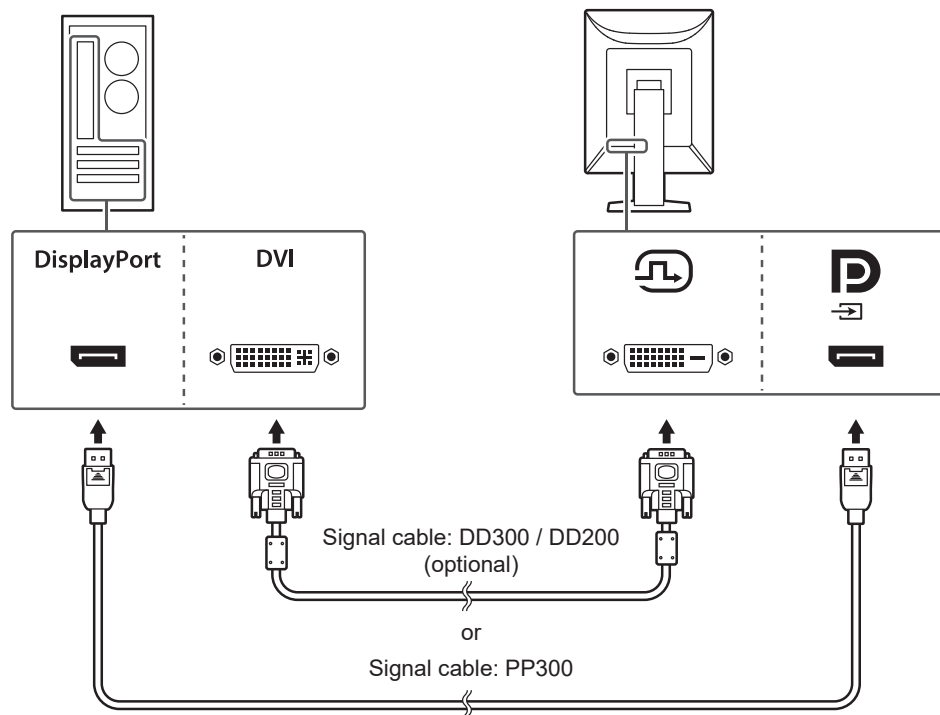 DisplayPort
DVI
Signal cable: DD300 / DD200
(optional)
or
Signal cable: PP300